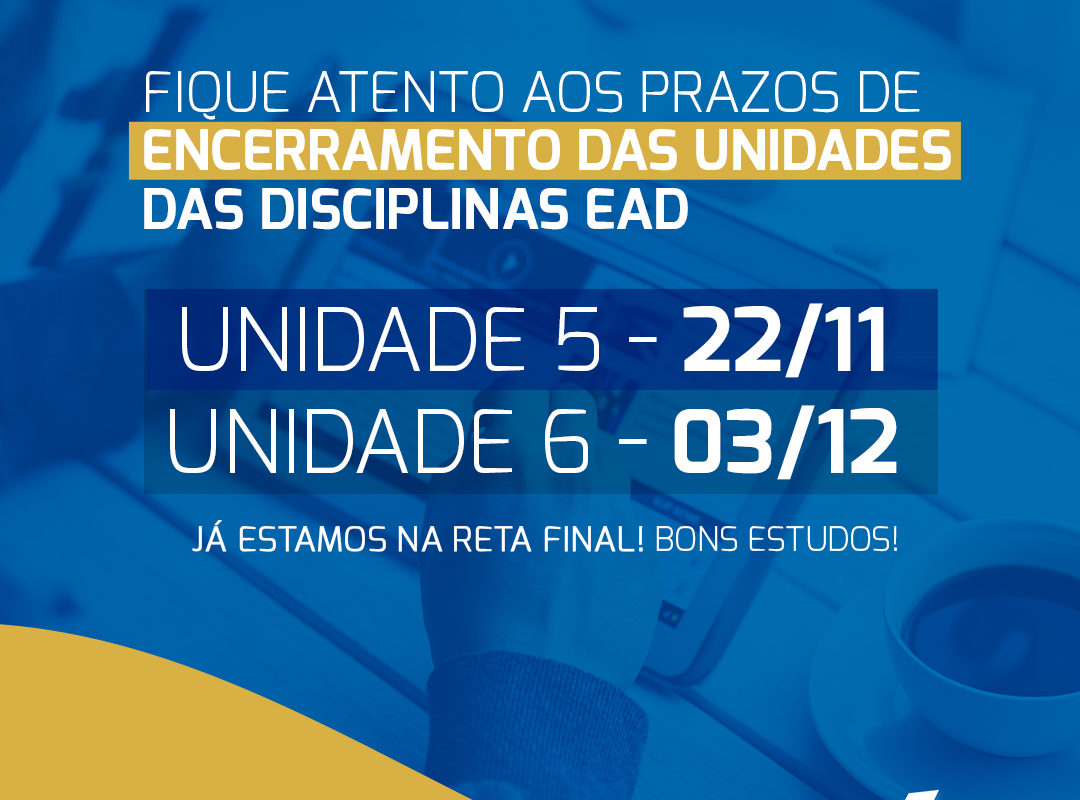 FIQUE ATENTO AOS PRAZOS DE
ENCERRAMENTO DAS UNIDADES
DAS DISCIPLINAS EAD
UNIDADE 5 - 22/11
UNIDADE 6 - 03/12
JÁ ESTAMOS NA RETA FINAL! BONS ESTUDOS!